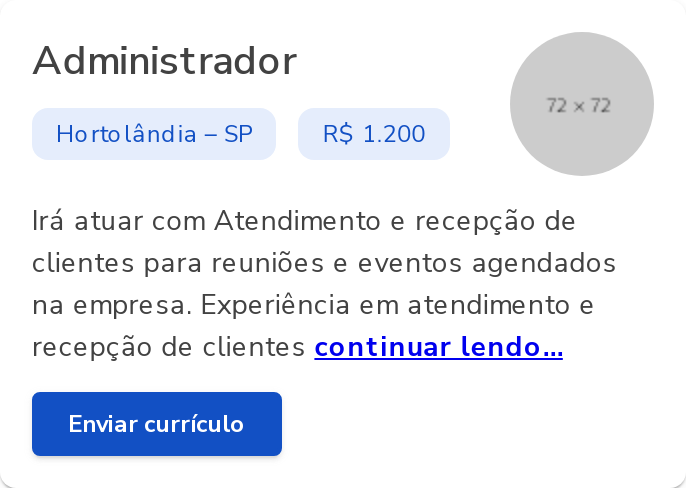 Administrador
72 × 72
Hortolândia – SP
R$ 1.200
Irá atuar com Atendimento e recepção de
clientes para reuniões e eventos agendados
na empresa. Experiência em atendimento e
recepção de clientes continuar lendo...
Enviar currículo